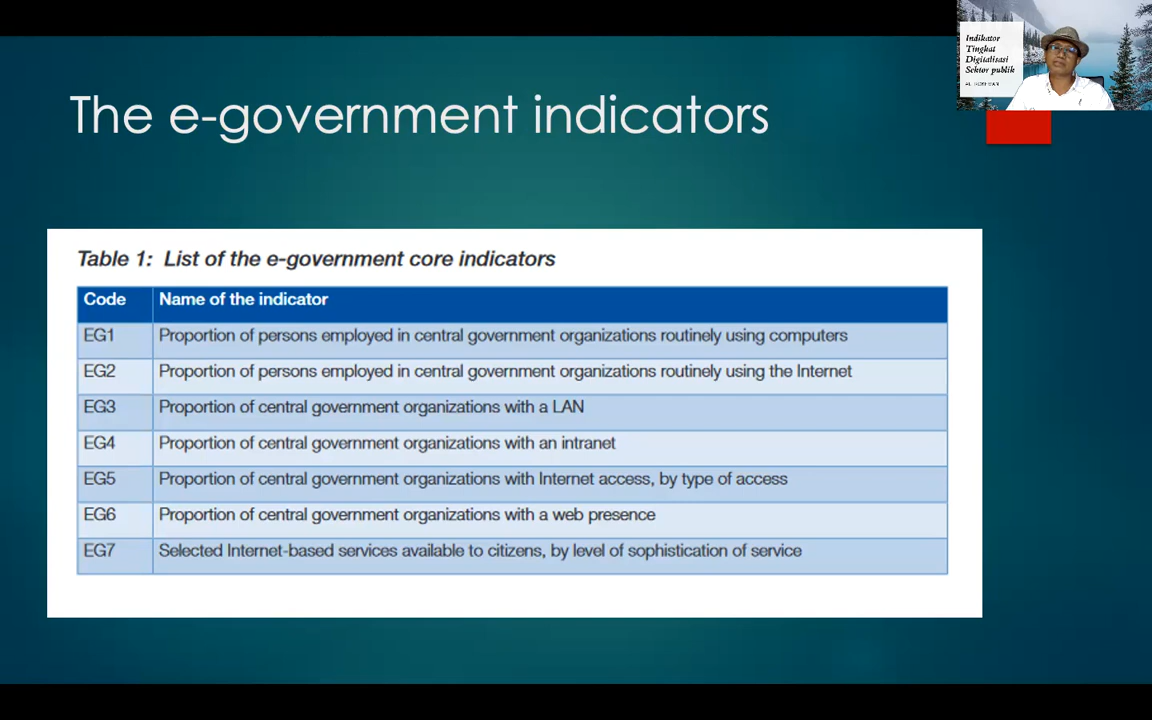 Indikator
Tingkat
Digitalisasi
Sektor publik
The e-government indicators
Table 1: List of the e-government core indicators
Code Name of the indicator
EG1 Proportion of persons employed in central government organizations routinely using computers
EG2 Proportion of persons employed in central government organizations routinely using the Internet
EG3 Proportion of central government organizations with a LAN
EG4 Proportion of central government organizations with an intranet
EG5 Proportion of central government organizations with Internet access, by type of access
EG6 Proportion of central government organizations with a web presence
EG7 Selected Internet-based services available to citizens, by level of sophistication of service